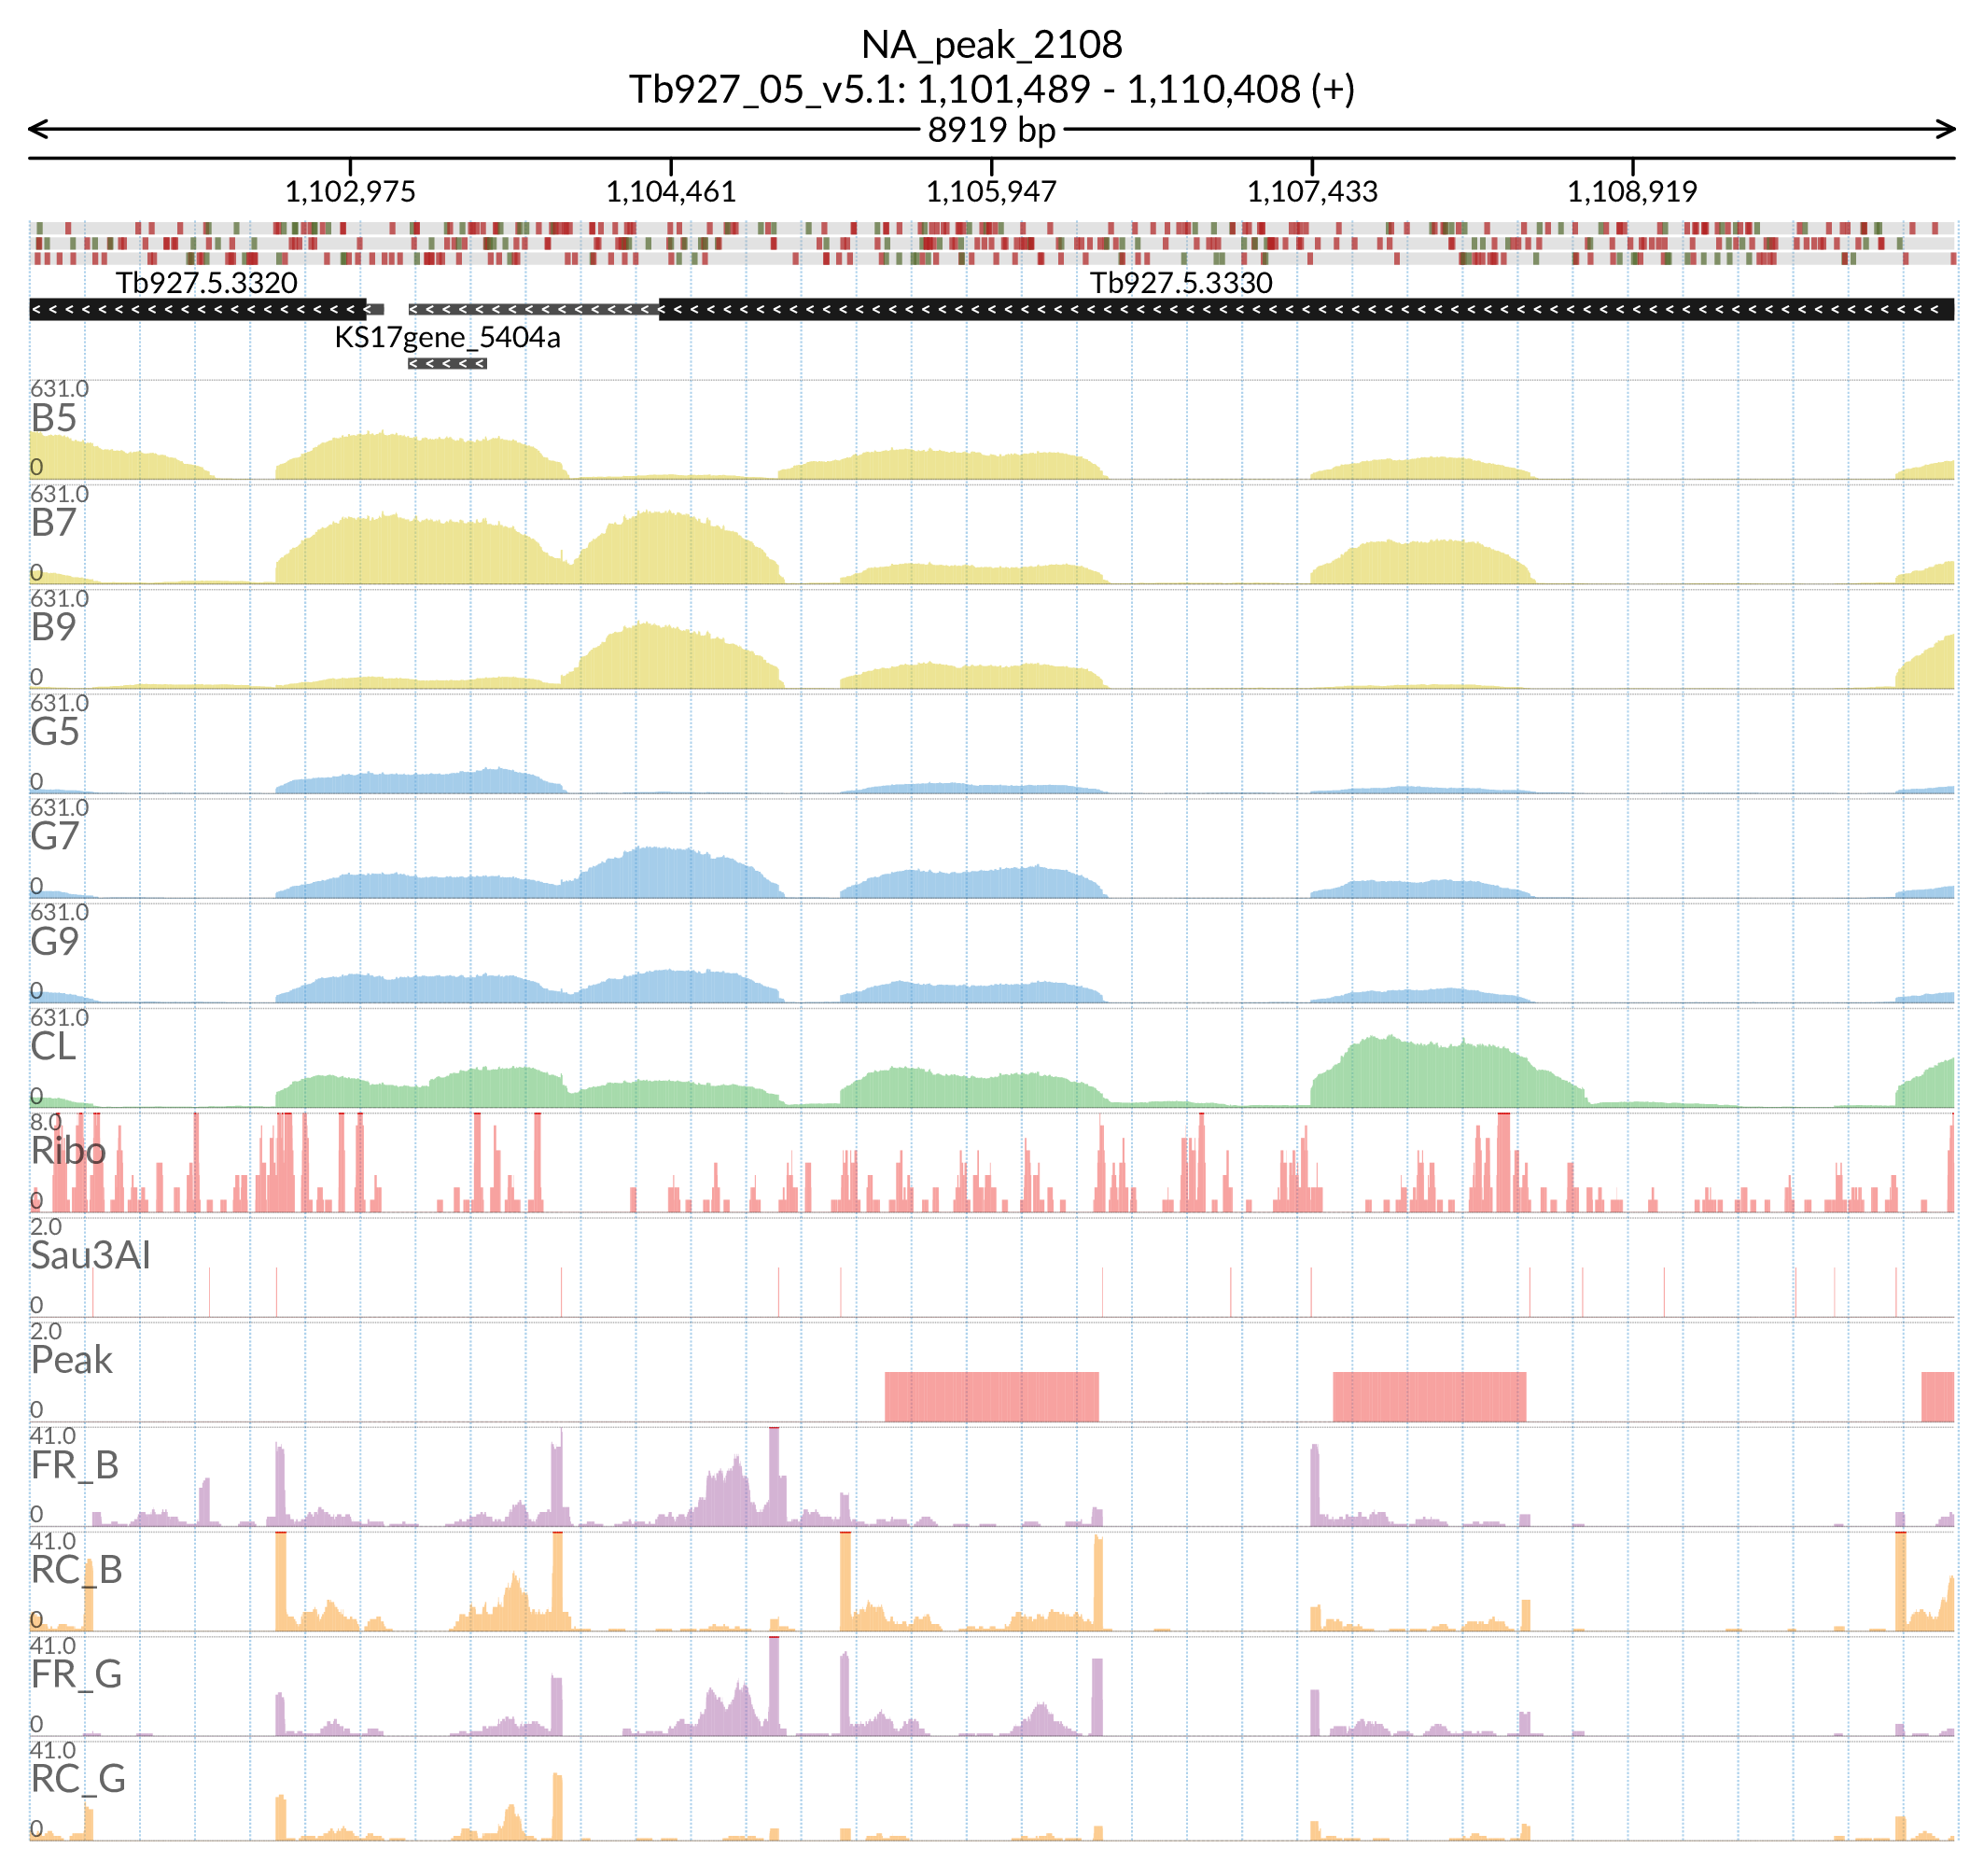 NA_peak_2108
Tb927_05_v5.1: 1,101,489 - 1,110,408 (+)
8919 bp
1,102,975 1,104,461 1,105,947 1,107,433 1,108,919
Tb927.5.3320 Tb927.5.3330
KS17gene_5404a
631.0
B5
0
631.0
B7
0
631.0
B9
0
631.0
G5
0
631.0
G7
0
631.0
G9
0
631.0
CL
0
8.0
Ribo
0
2.0
Sau3AI
0
2.0
Peak
0
41.0
FR_B
0
41.0
RC_B
0
41.0
FR_G
0
41.0
RC_G
0